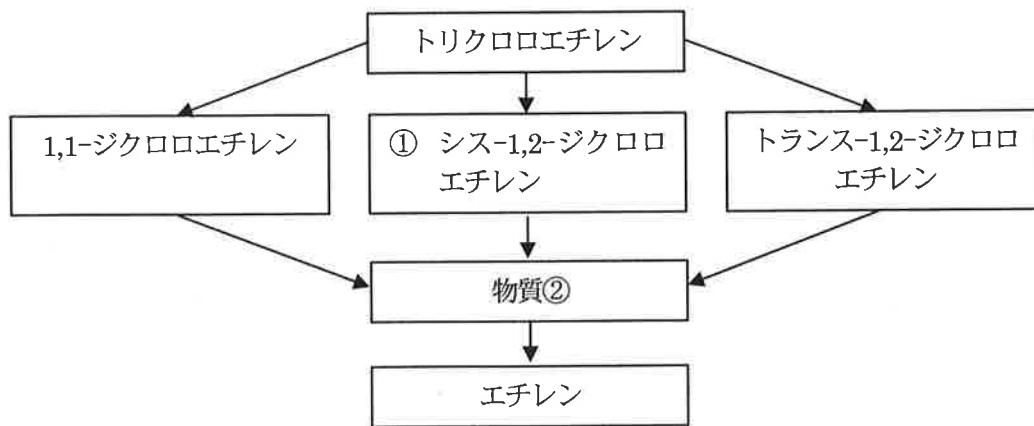 トリクロロエチレン
1,1-ジクロロエチレン
① シス-1,2-ジクロロ
エチレン
トランス-1,2-ジクロロ
エチレン
物質②
エチレン